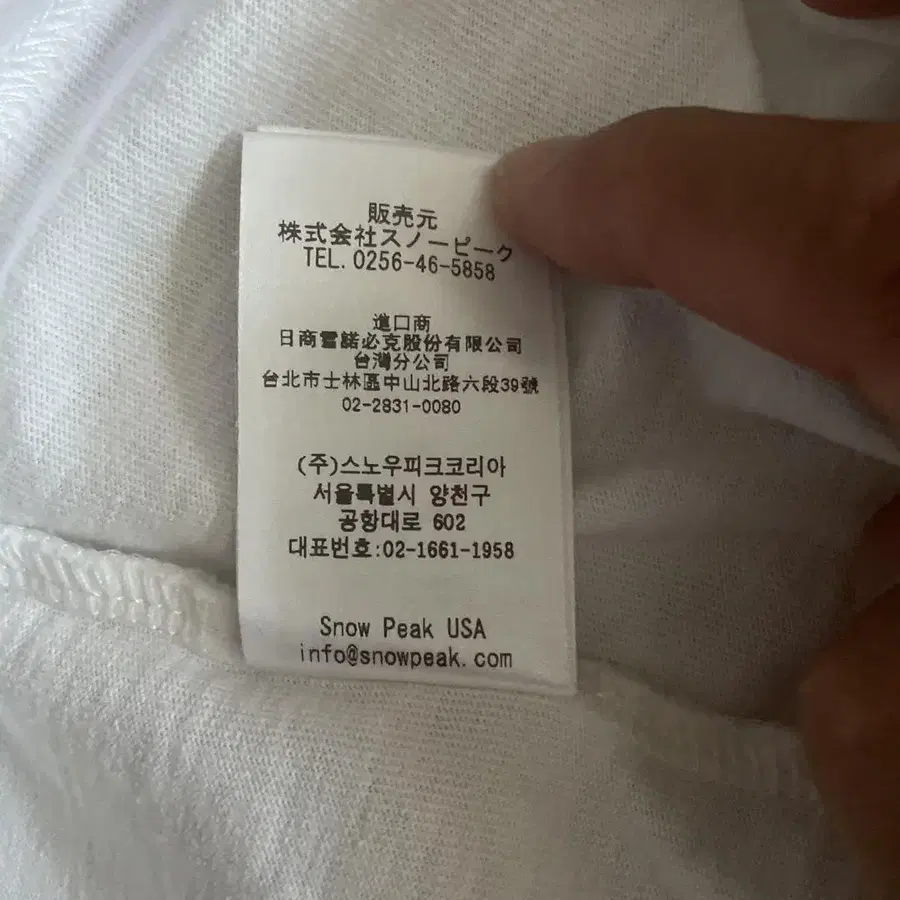 販売元
株式会社スノーピーク
TEL. 0256-46-5858
進口商
日商雪諾必克股份有限公司
台灣分公司
台北市士林區中山北路六段39號
02-2831-0080
(주)스노우피크코리아
서울특별시 양천구
공항대로 602
대표번호:02-1661-1958
Snow Peak USA
info@snowpeak.com